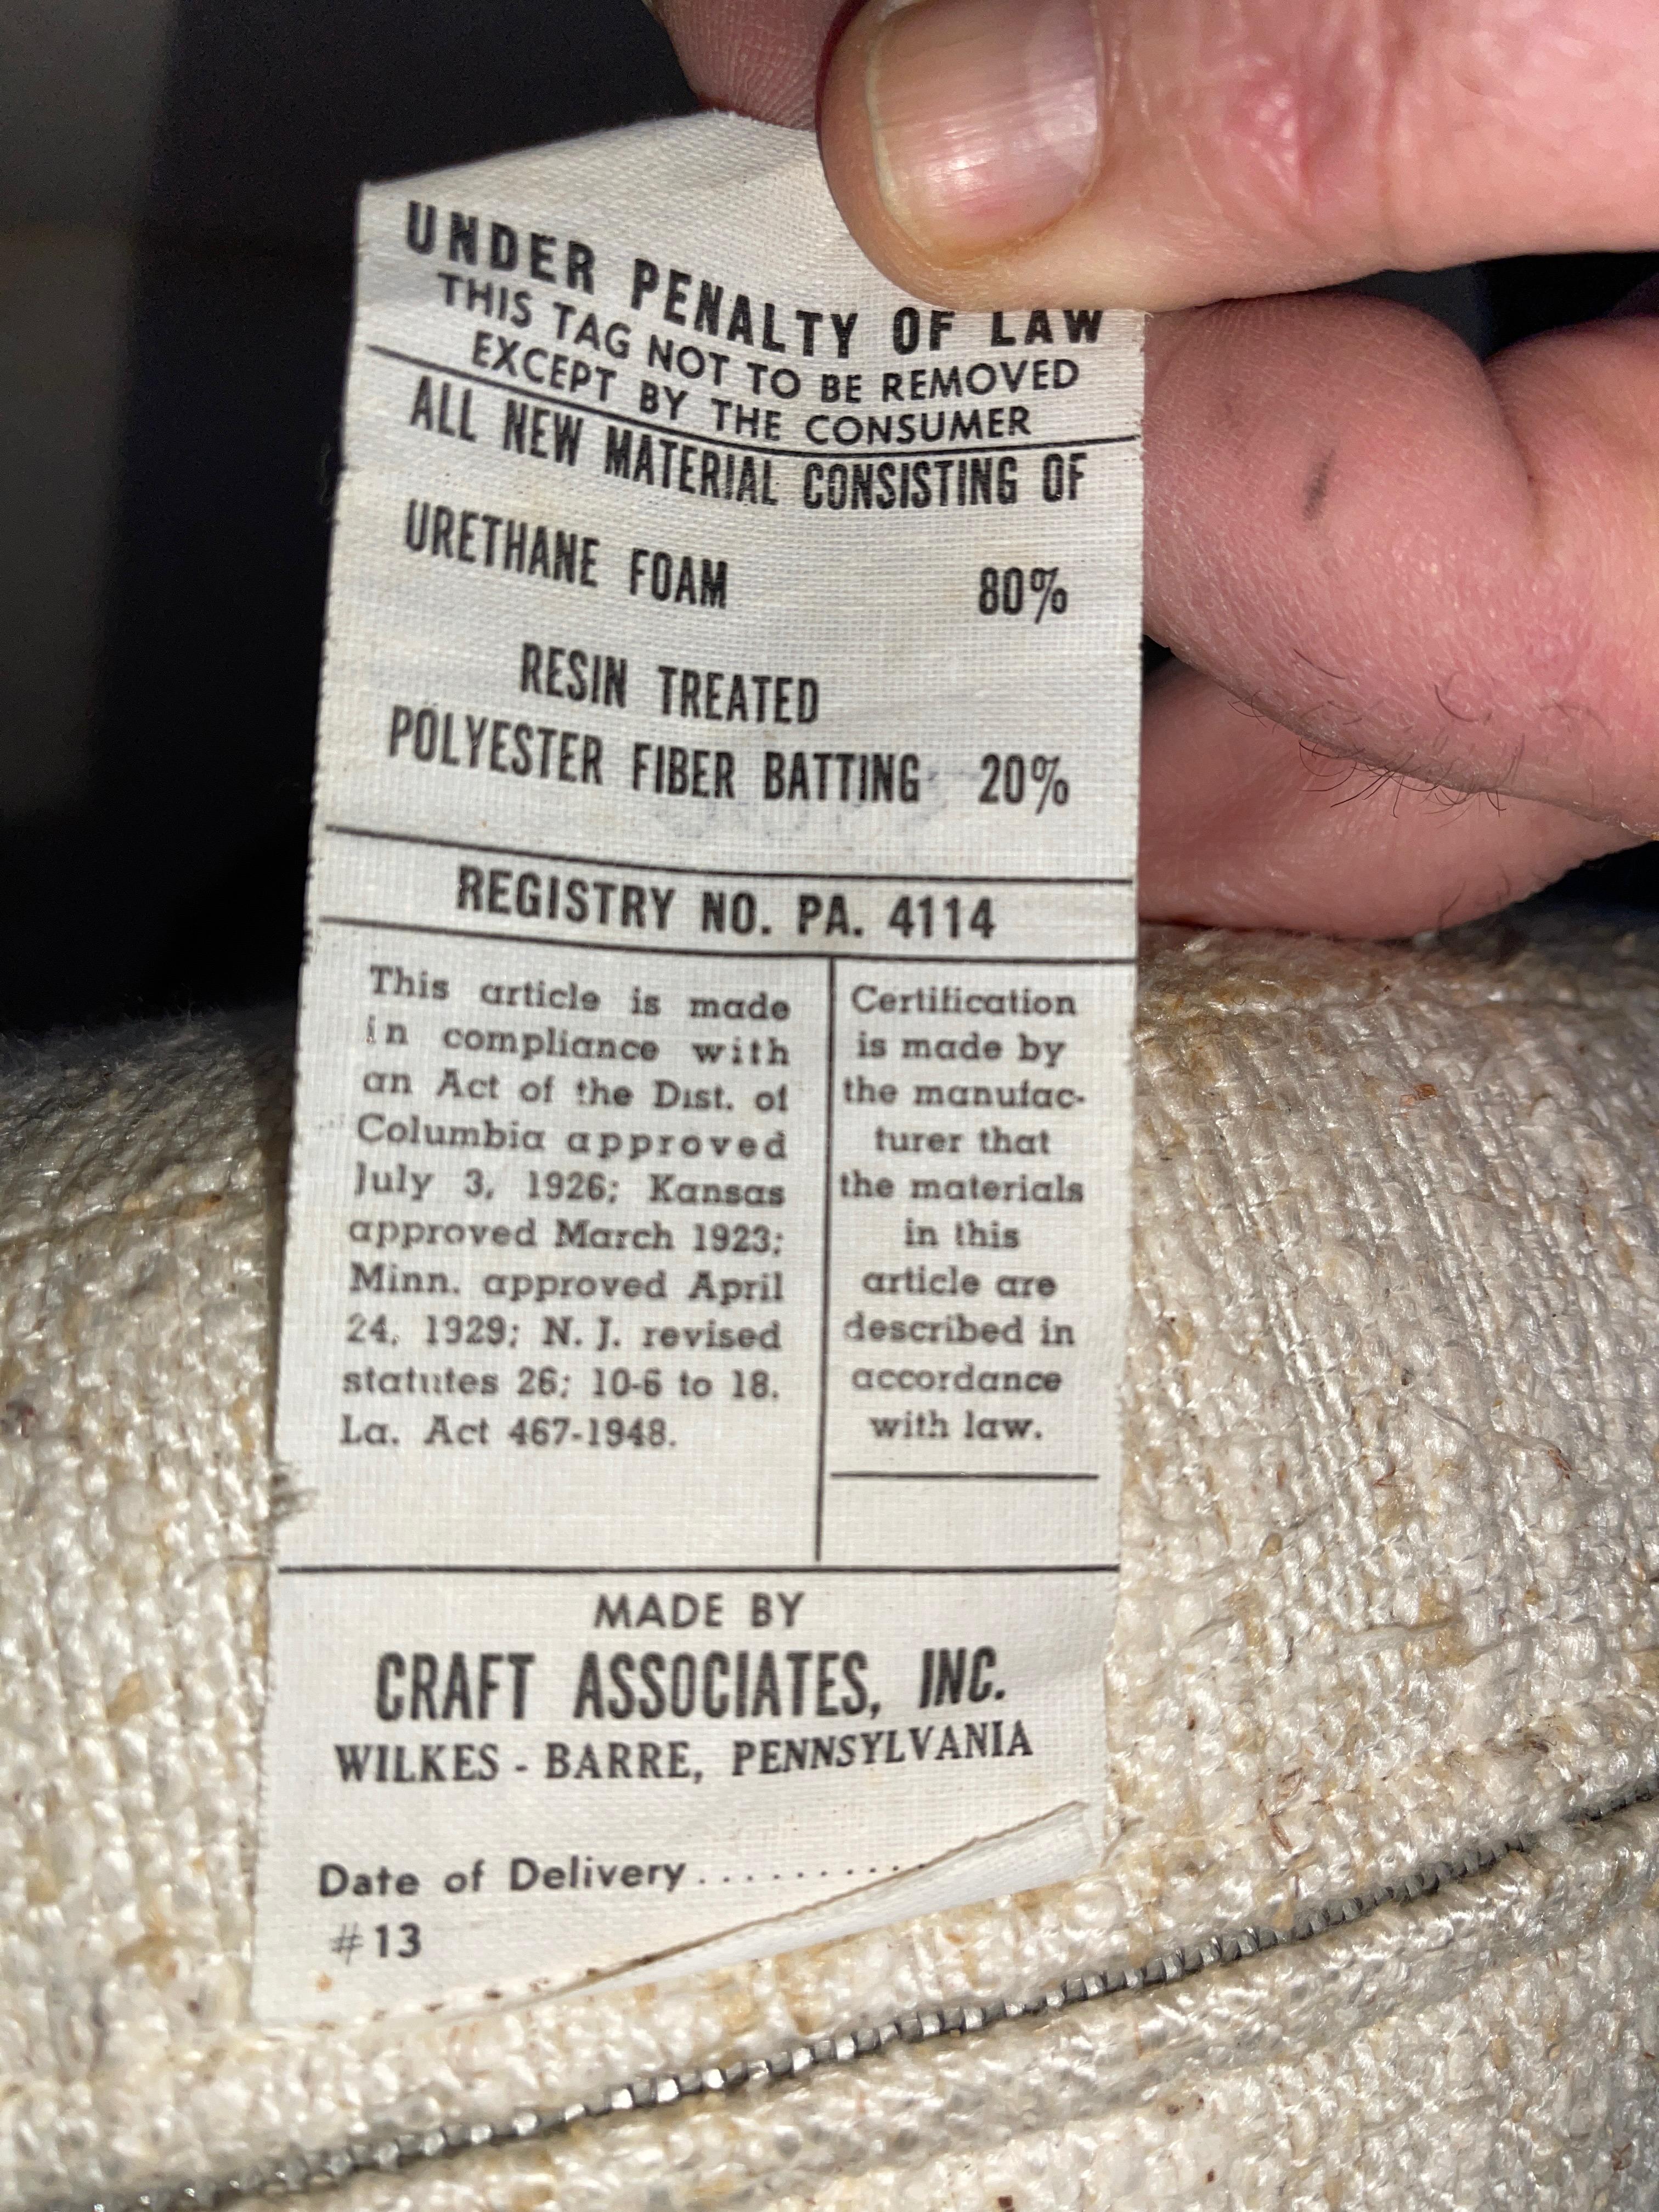 UNDER PENALTY OF LAW
THIS TAG NOT TO BE REMOVED
EXCEPT BY THE CONSUMER
ALL NEW MATERIAL CONSISTING OF
URETHANE FOAM 80%
RESIN TREATED
POLYESTER FIBER BATTING 20%
REGISTRY NO. PA. 4114
This article is made
in compliance with
an Act of the Dist. of
Columbia approved
July 3, 1926; Kansas
approved March 1923;
Minn. approved April
24, 1929; N. J. revised
statutes 26; 10-6 to 18.
La. Act 467-1948.
Certification
is made by
the manufac-
turer that
the materials
in this
article are
described in
accordance
with law.
MADE BY
CRAFT ASSOCIATES, INC.
WILKES - BARRE, PENNSYLVANIA
Date of Delivery..........
#13